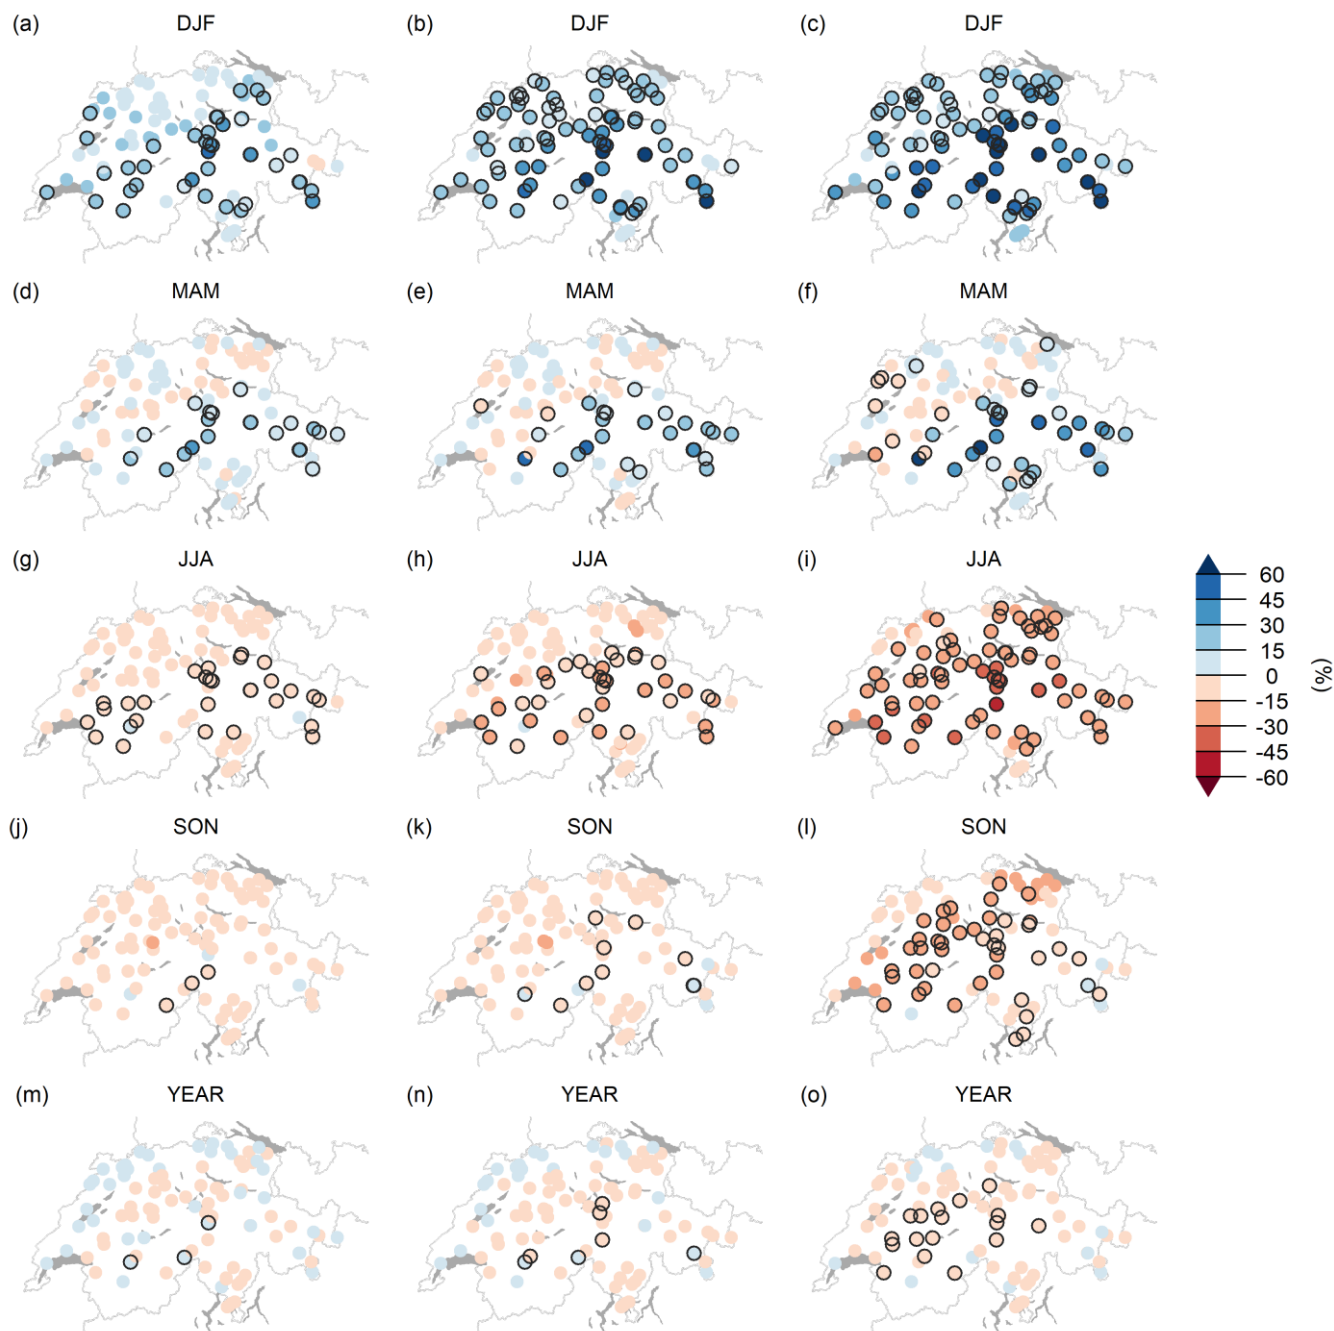 (a) DJF
(b) DJF
(c) DJF
(d) MAM
(e) MAM
(f) MAM
(g) JJA
(h) JJA
(i) JJA
60
45
30
15
0
-15
-30
-45
-60
(%)
(j) SON
(k) SON
(l) SON
(m) YEAR
(n) YEAR
(o) YEAR